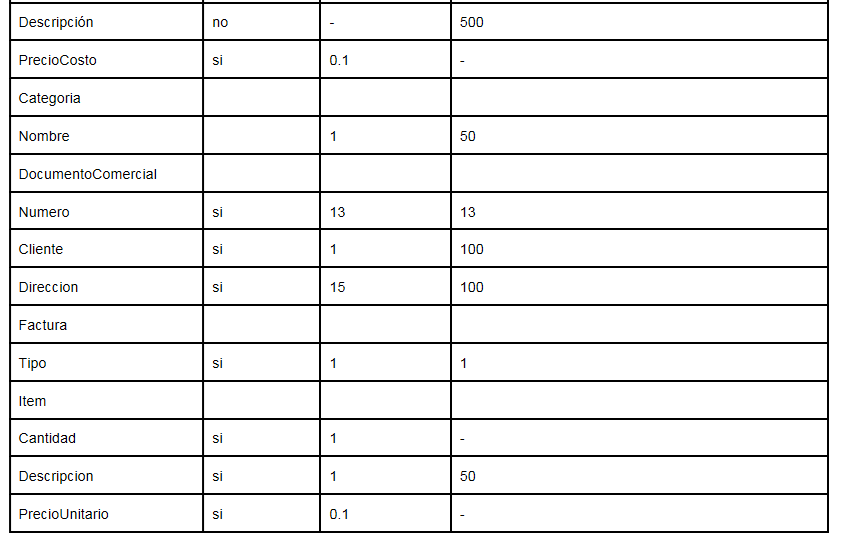 Descripción no - 500
PrecioCosto si 0.1 -
Categoria
Nombre 1 50
DocumentoComercial
Numero si 13 13
Cliente si 1 100
Direccion si 15 100
Factura
Tipo si 1 1
Item
Cantidad si 1 -
Descripcion si 1 50
PrecioUnitario si 0.1 -